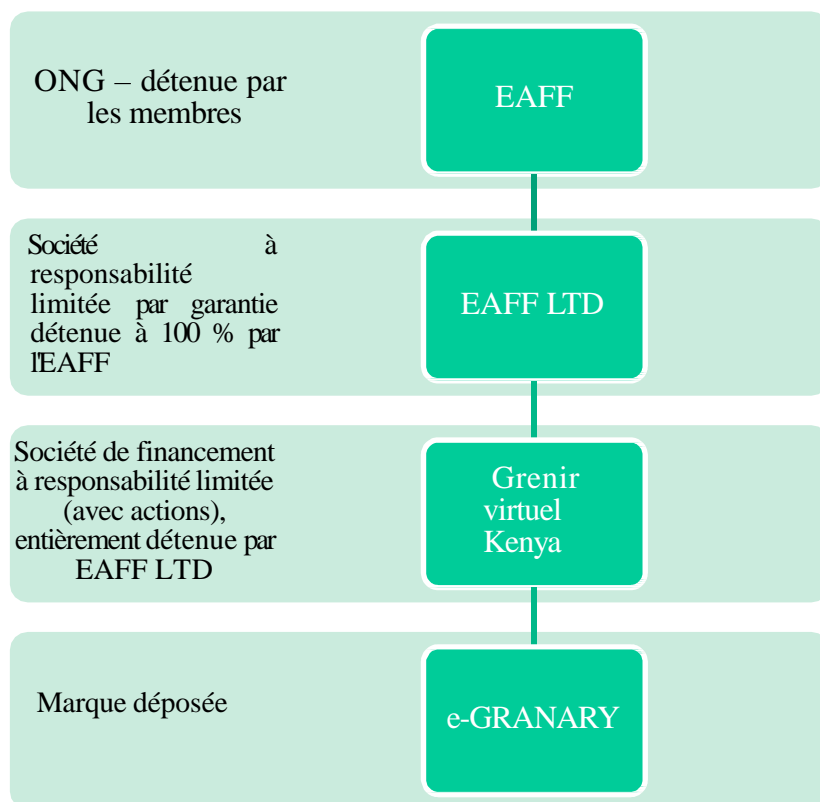 ONG – détenue par
les membres
EAFF
Société à
responsabilité
limitée par garantie
détenue à 100 % par
l'EAFF
EAFF LTD
Société de financement
à responsabilité limitée
(avec actions),
entièrement détenue par
EAFF LTD
Grenir
virtuel
Kenya
Marque déposée
e-GRANARY